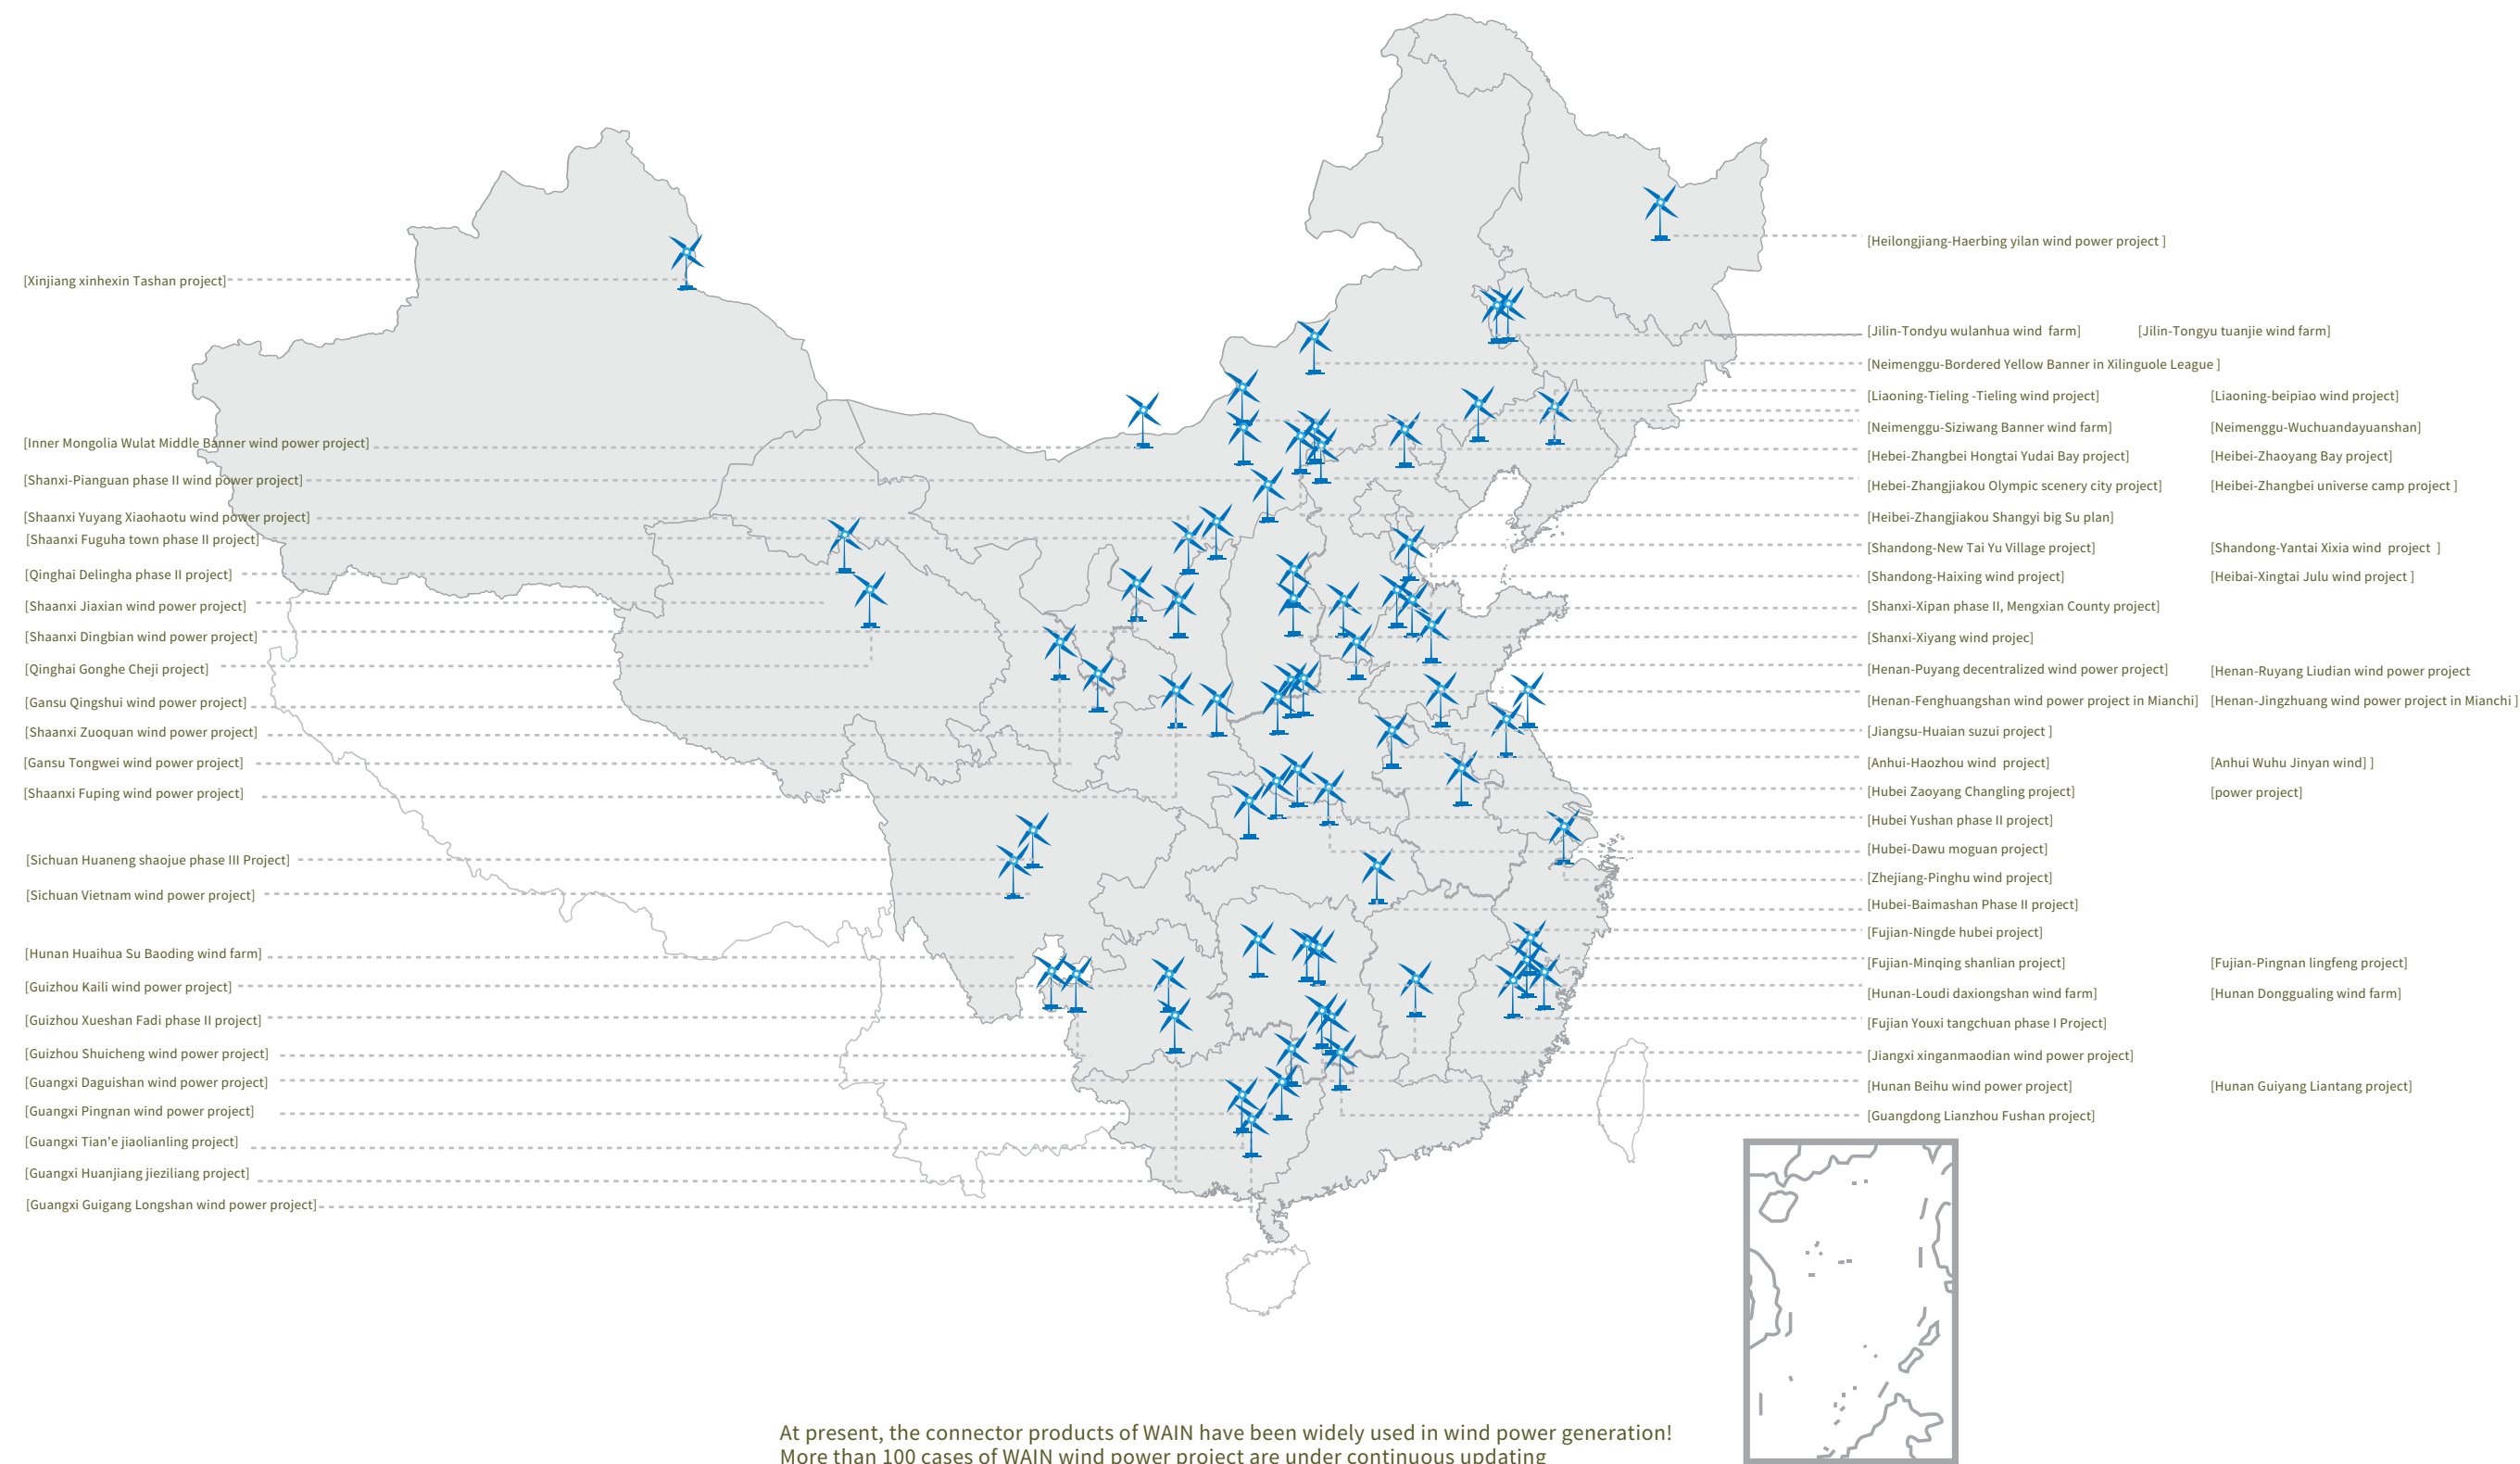 [Xinjiang xinhexin Tashan project]
[Inner Mongolia Wulat Middle Banner wind power project]
[Shanxi-Pianguan phase II wind power project]
[Shaanxi Yuyang Xiaohaotu wind power project]
[Shaanxi Fuguha town phase II project]
[Qinghai Delingha phase II project]
[Shaanxi Jiaxian wind power project]
[Shaanxi Dingbian wind power project]
[Qinghai Gonghe Cheji project]
[Gansu Qingshui wind power project]
[Shaanxi Zuoquan wind power project]
[Gansu Tongwei wind power project]
[Shaanxi Fuping wind power project]
[Sichuan Huaneng shaojue phase III Project]
[Sichuan Vietnam wind power project]
[Hunan Huaihua Su Baoding wind farm]
[Guizhou Kaili wind power project]
[Guizhou Xueshan Fadi phase II project]
[Guizhou Shuicheng wind power project]
[Guangxi Daguishan wind power project]
[Guangxi Pingnan wind power project]
[Guangxi Tian'e jiaolianling project]
[Guangxi Huanjiang jieziliang project]
[Guangxi Guigang Longshan wind power project]
[Heilongjiang-Haerbing yilan wind power project ]
[Jilin-Tondyu wulanhua wind farm] [Jilin-Tongyu tuanjie wind farm]
[Neimenggu-Bordered Yellow Banner in Xilinguole League ]
[Liaoning-Tieling -Tieling wind project] [Liaoning-beipiao wind project]
[Neimenggu-Siziwang Banner wind farm] [Neimenggu-Wuchuandayuanshan]
[Hebei-Zhangbei Hongtai Yudai Bay project] [Heibei-Zhaoyang Bay project]
[Hebei-Zhangjiakou Olympic scenery city project] [Heibei-Zhangbei universe camp project ]
[Heibei-Zhangjiakou Shangyi big Su plan]
[Shandong-New Tai Yu Village project] [Shandong-Yantai Xixia wind project ]
[Shandong-Haixing wind project] [Heibai-Xingtai Julu wind project ]
[Shanxi-Xipan phase II, Mengxian County project]
[Shanxi-Xiyang wind projec]
[Henan-Puyang decentralized wind power project] [Henan-Ruyang Liudian wind power project
[Henan-Fenghuangshan wind power project in Mianchi] [Henan-Jingzhuang wind power project in Mianchi ]
[Jiangsu-Huaian suzui project ]
[Anhui-Haozhou wind project] [Anhui Wuhu Jinyan wind] ]
[Hubei Zaoyang Changling project] [power project]
[Hubei Yushan phase II project]
[Hubei-Dawu moguan project]
[Zhejiang-Pinghu wind project]
[Hubei-Baimashan Phase II project]
[Fujian-Ningde hubei project]
[Fujian-Minqing shanlian project] [Fujian-Pingnan lingfeng project]
[Hunan-Loudi daxiongshan wind farm] [Hunan Donggualing wind farm]
[Fujian Youxi tangchuan phase I Project]
[Jiangxi xinganmaodian wind power project]
[Hunan Beihu wind power project] [Hunan Guiyang Liantang project]
[Guangdong Lianzhou Fushan project]
At present, the connector products of WAIN have been widely used in wind power generation!
More than 100 cases of WAIN wind power project are under continuous updating